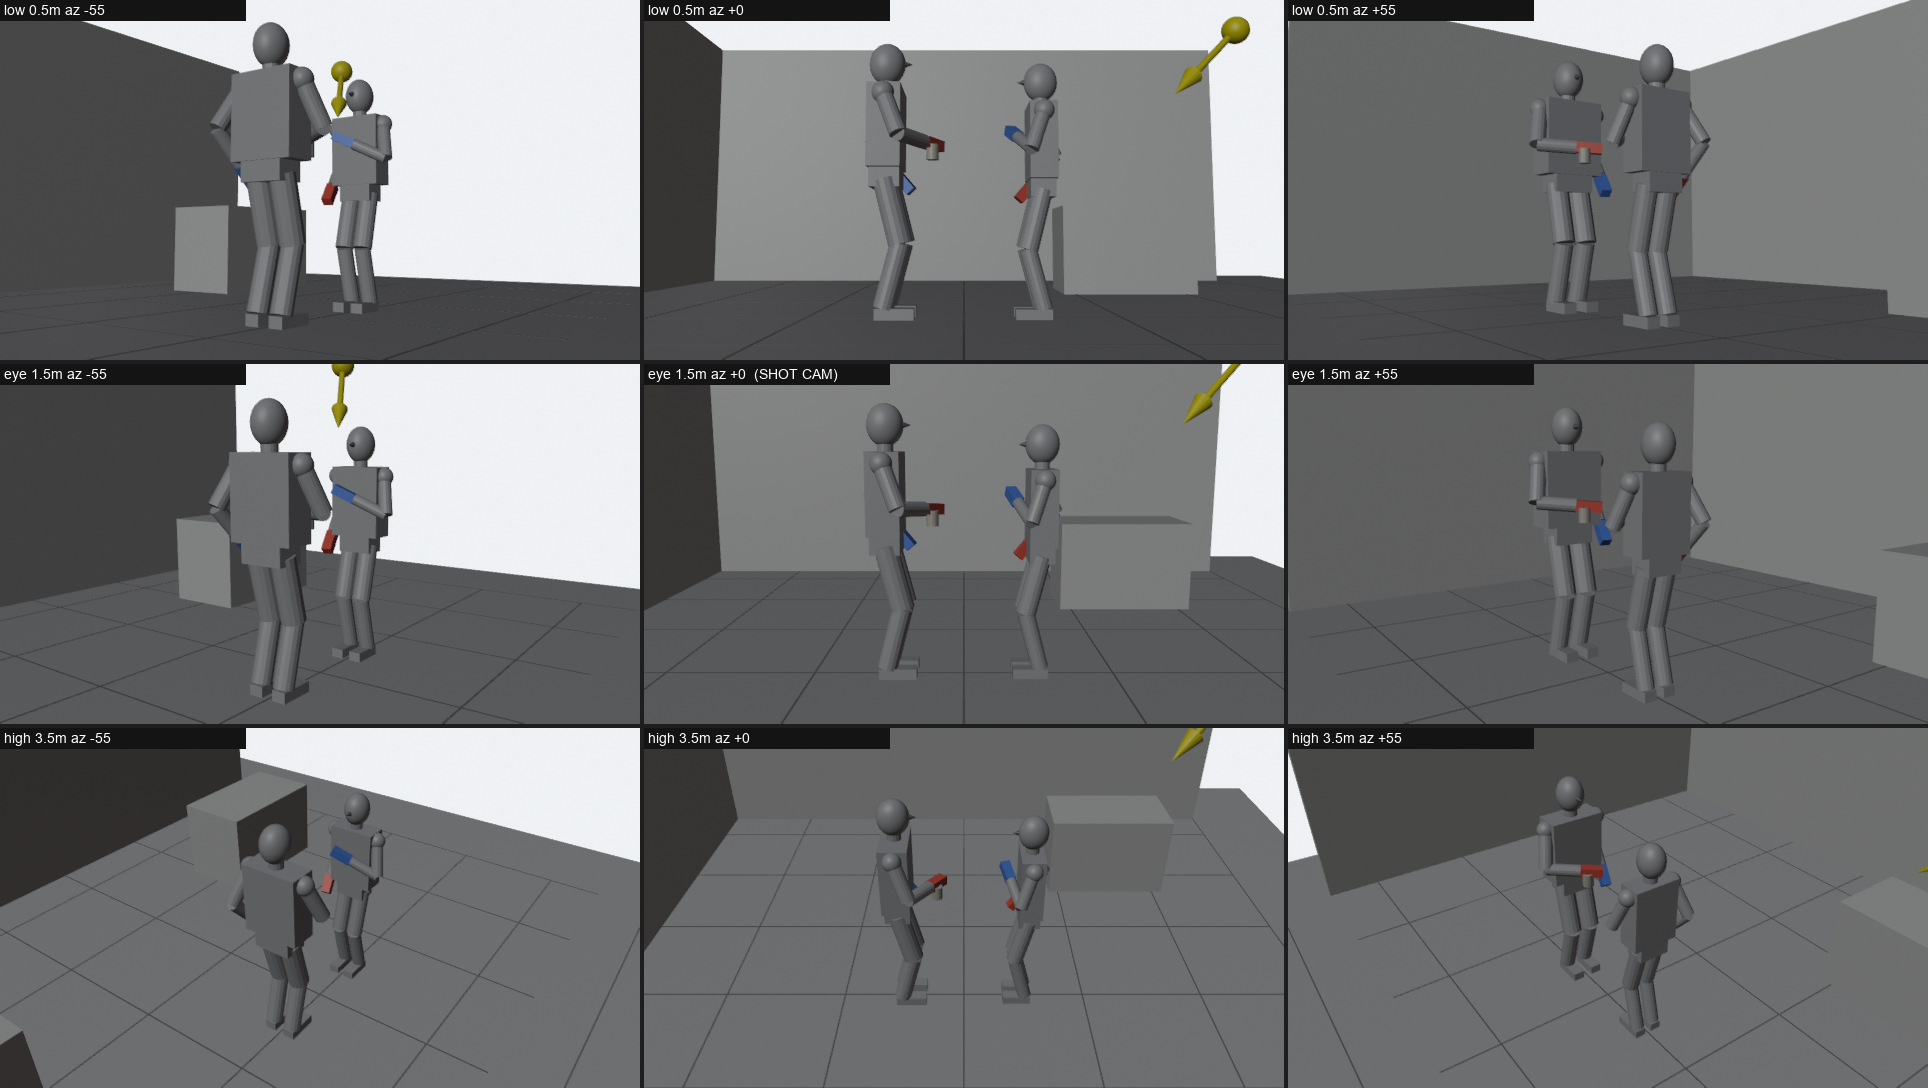 low 0.5m az -55
low 0.5m az +0
low 0.5m az +55
eye 1.5m az -55
eye 1.5m az +0 (SHOT CAM)
eye 1.5m az +55
high 3.5m az -55
high 3.5m az +0
high 3.5m az +55